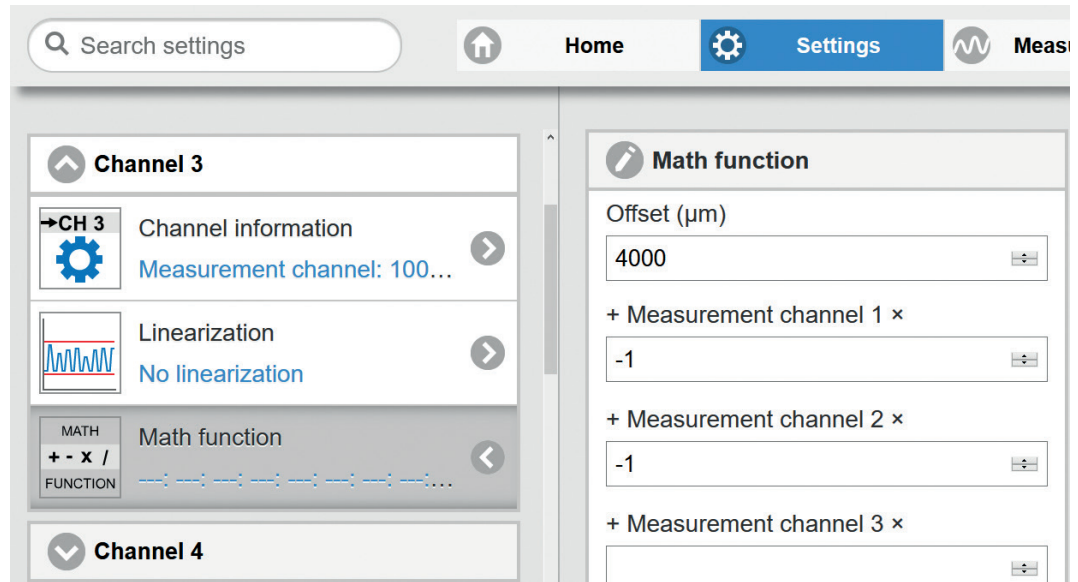 Search settings
Home
Settings
Meas
Channel 3
→CH 3
Channel information
Measurement channel: 100...
Linearization
No linearization
MATH
+ - x /
FUNCTION
Math function
---: ---: ---: ---: ---: ---: ---: ---:...
Channel 4
Math function
Offset (µm)
4000
+ Measurement channel 1 ×
-1
+ Measurement channel 2 ×
-1
+ Measurement channel 3 ×